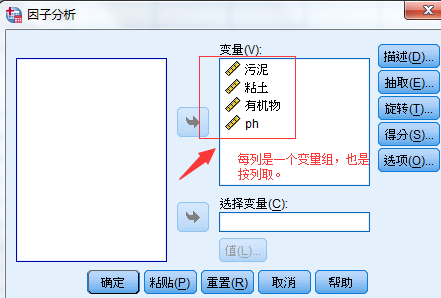 因子分析
变量(V):
污泥
粘土
有机物
ph
每列是一个变量组，也是
按列取。
选择变量(C):
值(L)...
描述(D)...
抽取(E)...
旋转(T)...
得分(S)...
选项(O)...
确定
粘贴(P)
重置(R)
取消
帮助